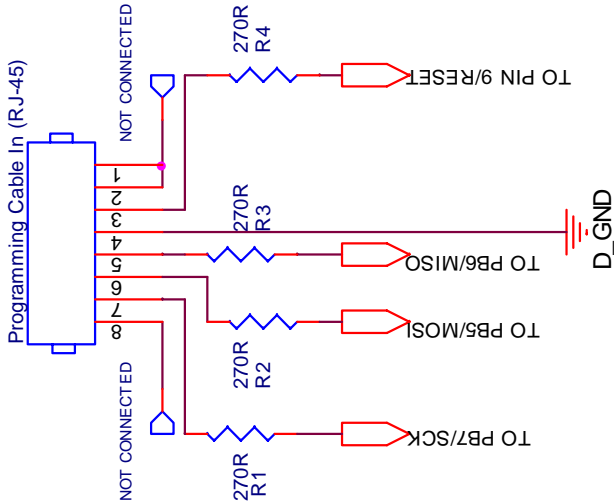 Programming Cable In (RJ-45)
NOT CONNECTED
NOT CONNECTED
1
2
3
4
5
6
7
8
270R
R4
270R
R3
270R
R2
270R
R1
TO PIN 9/RESET
TO PB6/MISO
TO PB5/MOSI
TO PB7/SCK
D_GND